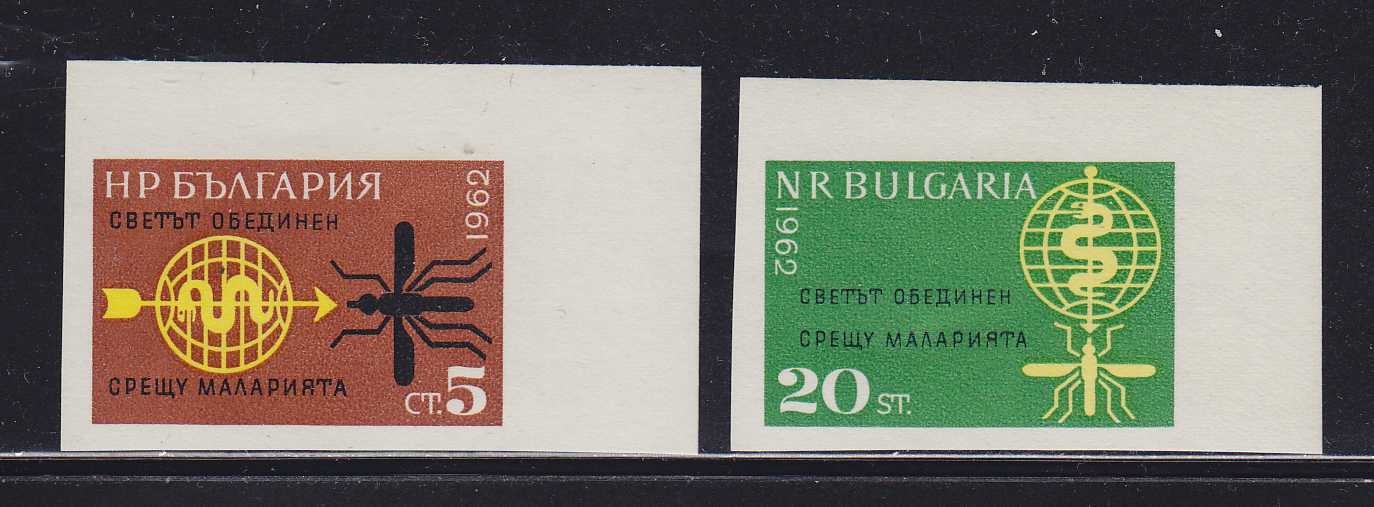 НР БЪЛГАРИЯ
1962
СВЕТЪТ ОБЕДИНЕН
СРЕЩУ МАЛАРИЯТА
СТ. 5
NR BULGARIA
1962
СВЕТЪТ ОБЕДИНЕН
СРЕЩУ МАЛАРИЯТА
20 ST.